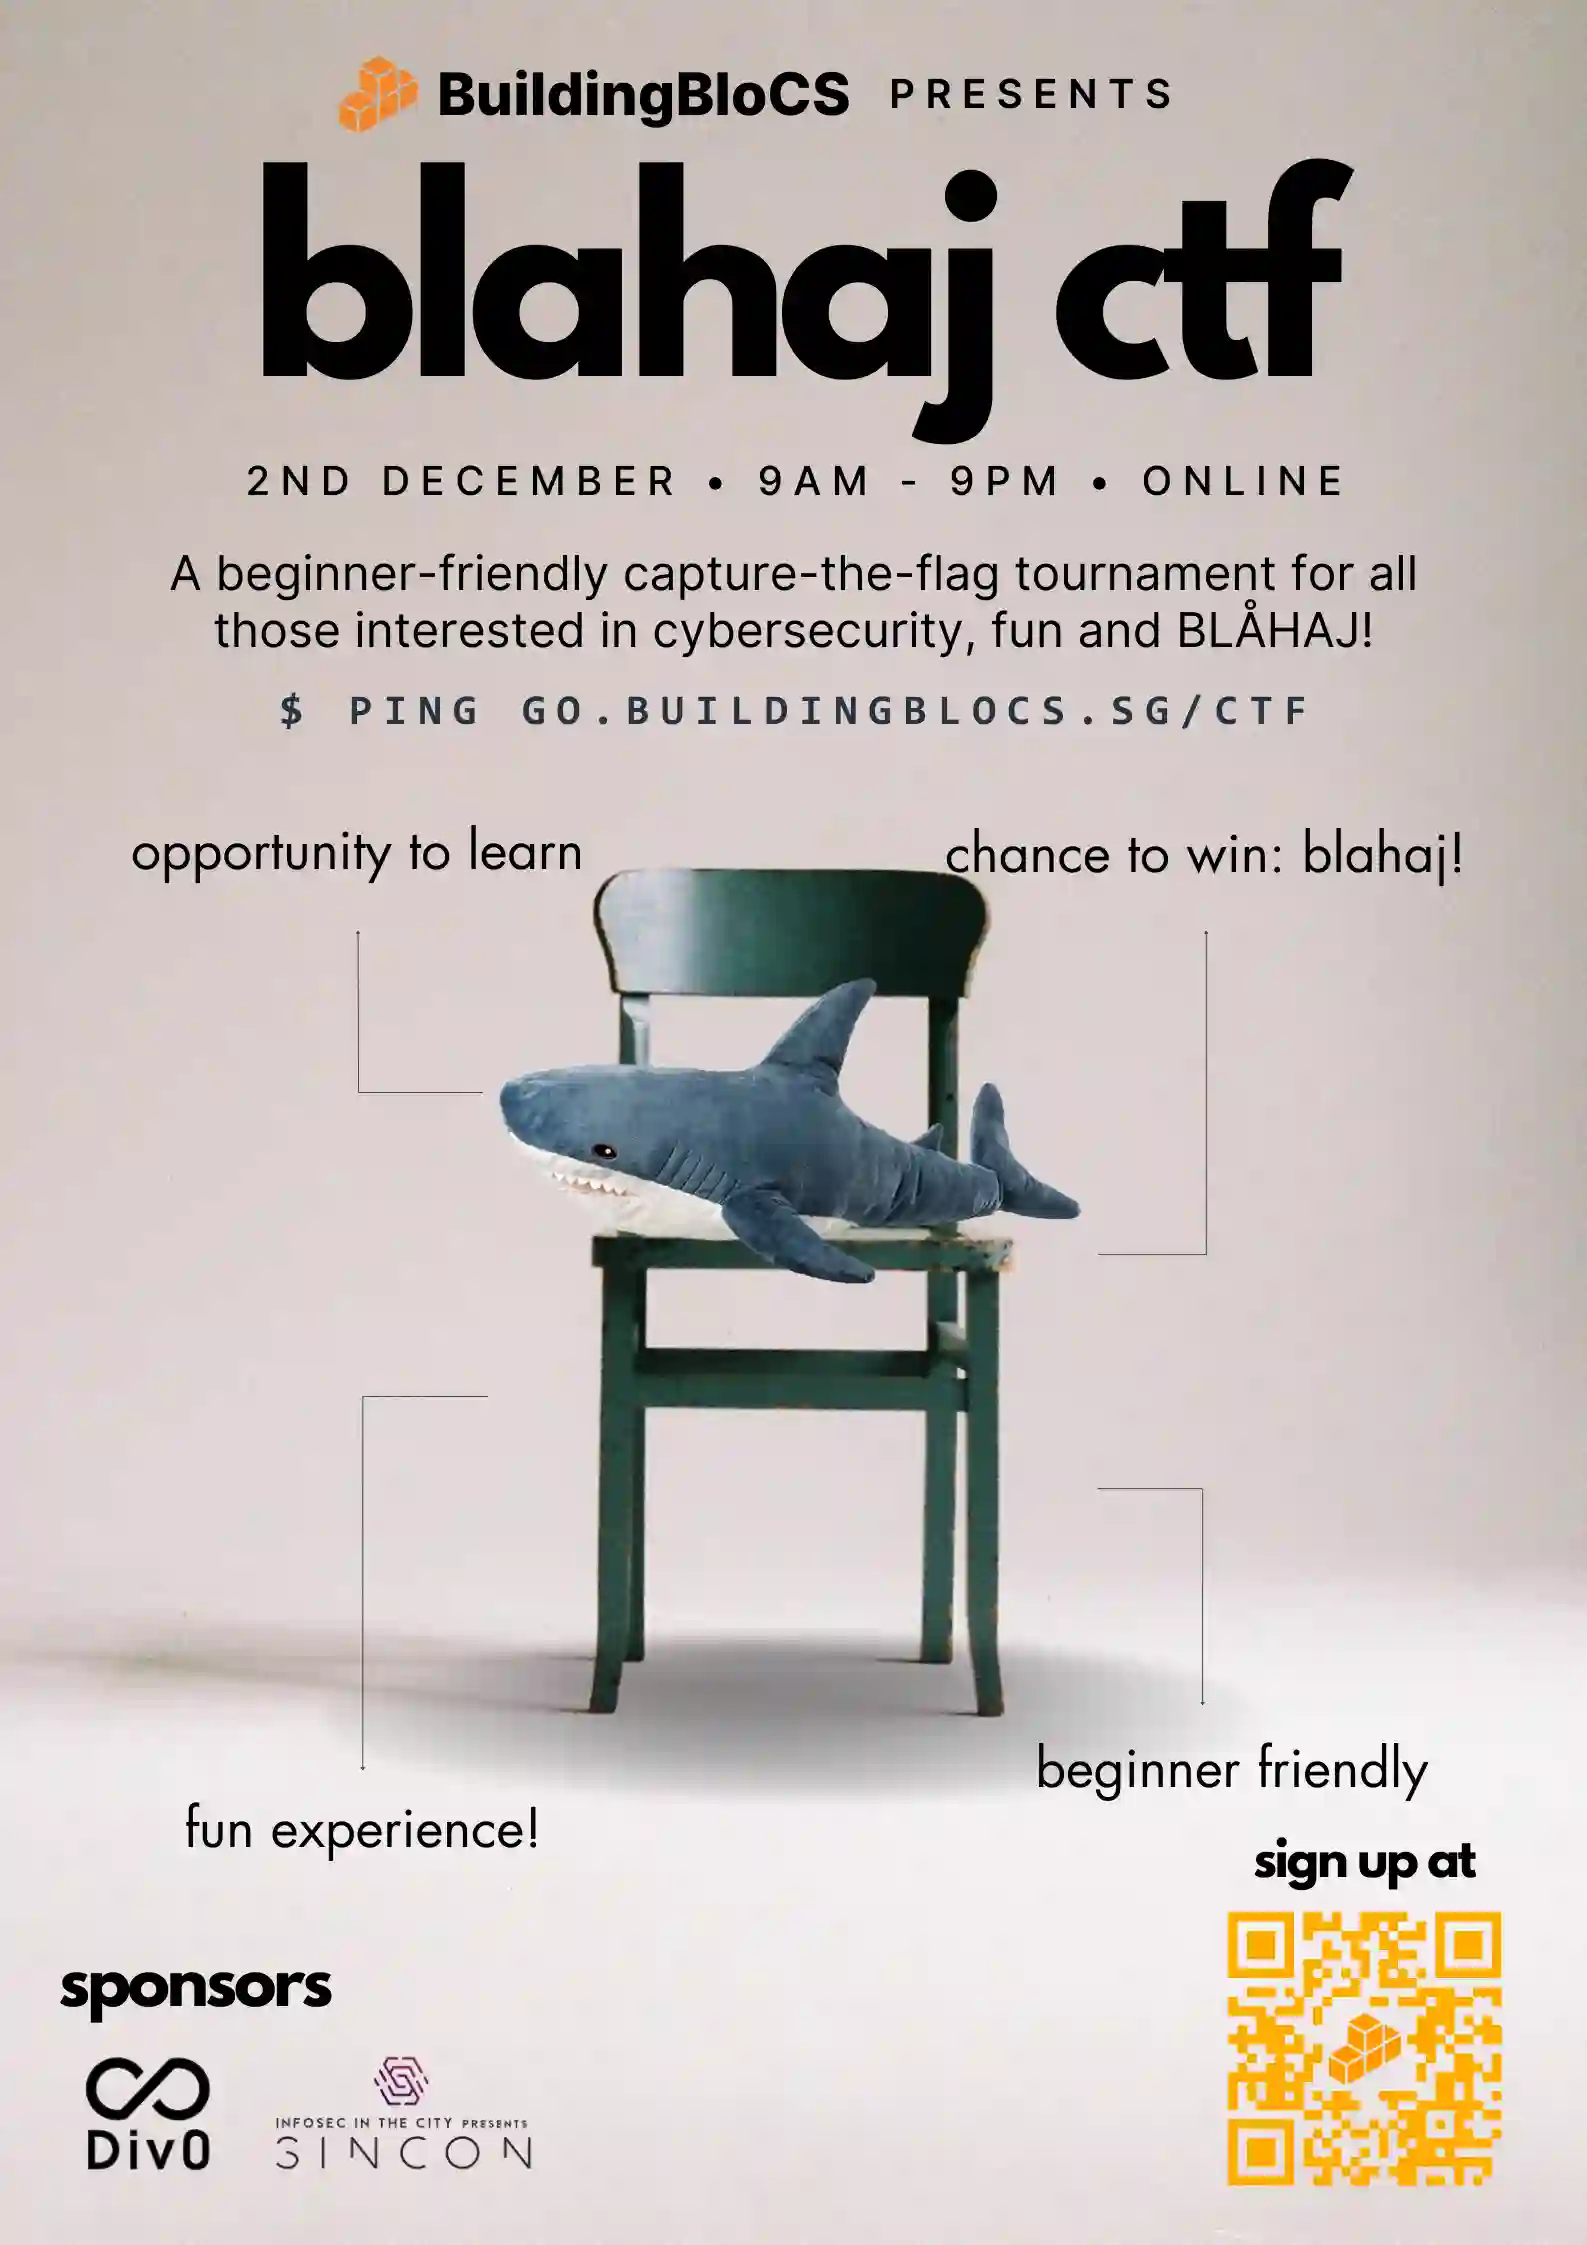 BuildingBloCS PRESENTS
blahaj ctf
2ND DECEMBER • 9AM - 9PM • ONLINE
A beginner-friendly capture-the-flag tournament for all
those interested in cybersecurity, fun and BLÅHAJ!
$ PING GO.BUILDINGBLOCS.SG/CTF
opportunity to learn
chance to win: blahaj!
beginner friendly
fun experience!
sign up at
sponsors
Div0
INFOSEC IN THE CITY PRESENTS
SINCON